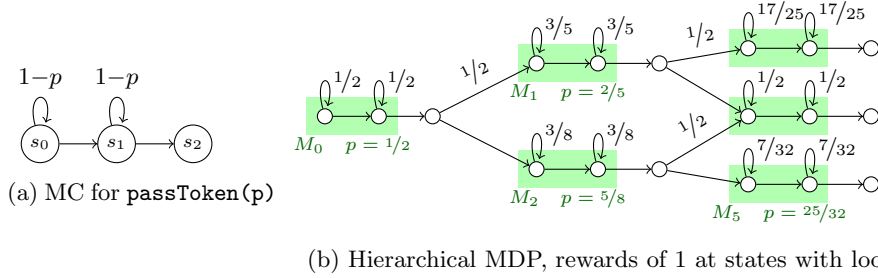 1−p 1−p
s0 s1 s2
(a) MC for passToken(p)
1/2 1/2
M0 p = 1/2
1/2
3/5 3/5
M1 p = 2/5
3/8 3/8
M2 p = 5/8
1/2
1/2
17/25 17/25
1/2 1/2
7/32 7/32
M5 p = 25/32
(b) Hierarchical MDP, rewards of 1 at states with loo